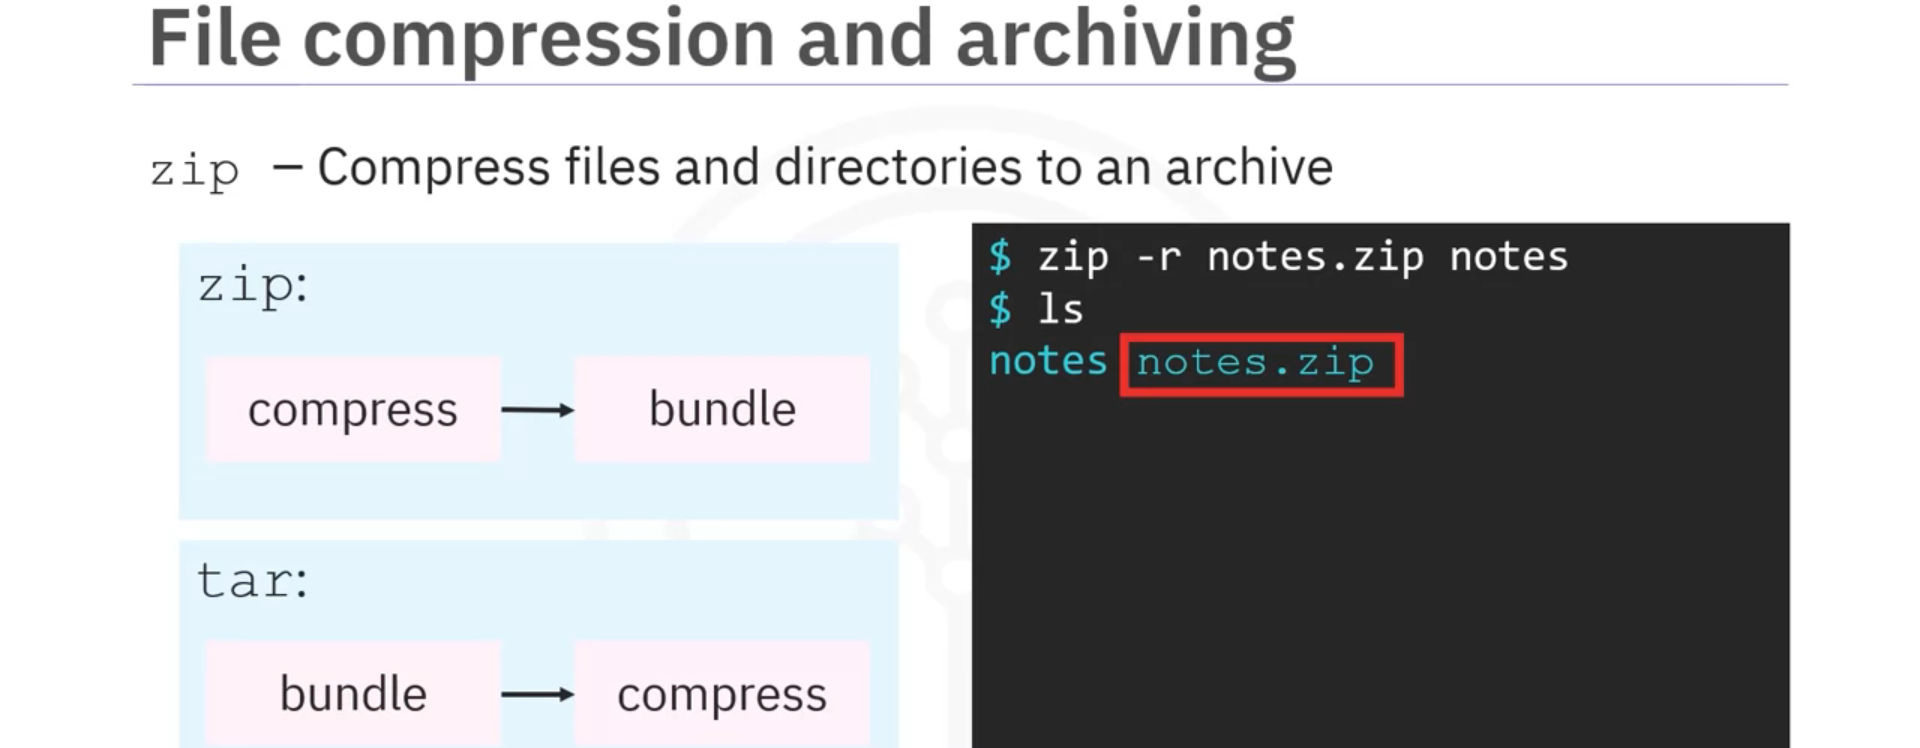 File compression and archiving
zip – Compress files and directories to an archive
zip:
compress
bundle
tar:
bundle
compress
$ zip -r notes.zip notes
$ ls
notes notes.zip